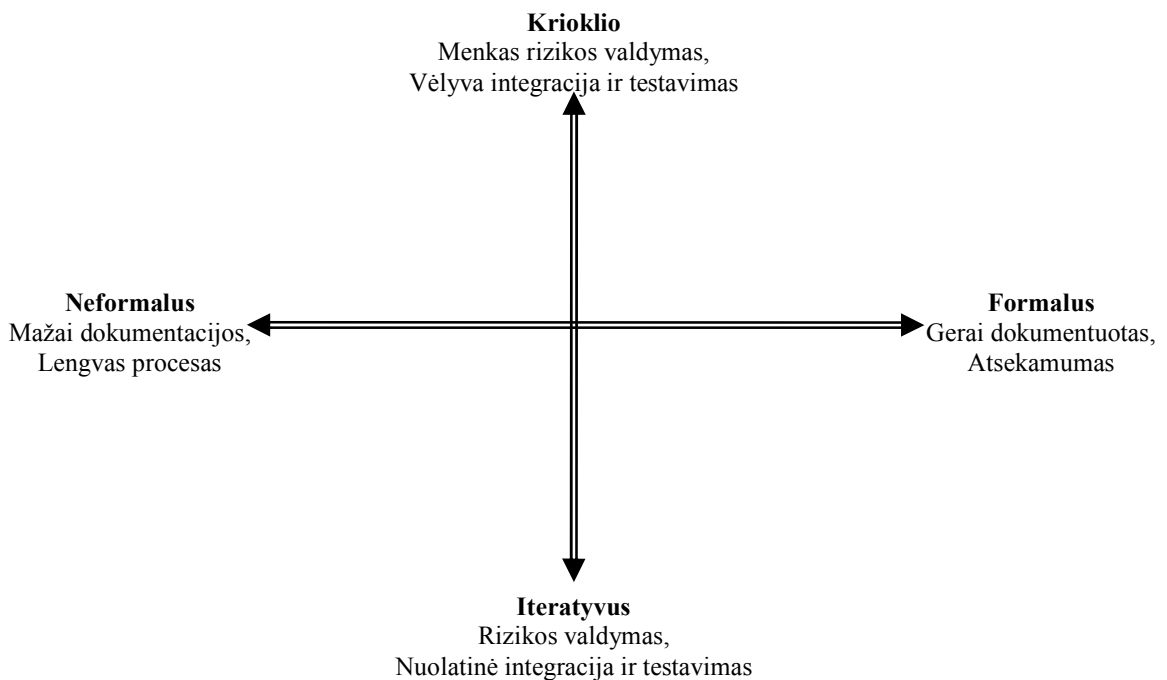 Krioklio
Menkas rizikos valdymas,
Vėlyva integracija ir testavimas
Neformalus
Mažai dokumentacijos,
Lengvas procesas
Formalus
Gerai dokumentuotas,
Atsekamumas
Iteratyvus
Rizikos valdymas,
Nuolatinė integracija ir testavimas